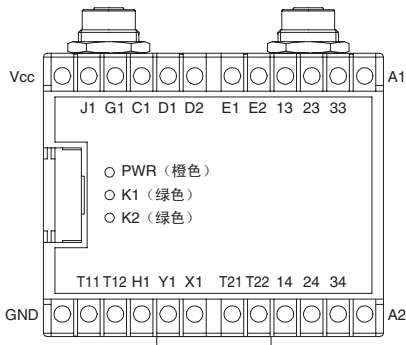 Vcc A1
J1 G1 C1 D1 D2 E1 E2 13 23 33
PWR（橙色）
K1（绿色）
K2（绿色）
T11 T12 H1 Y1 X1 T21 T22 14 24 34
GND A2